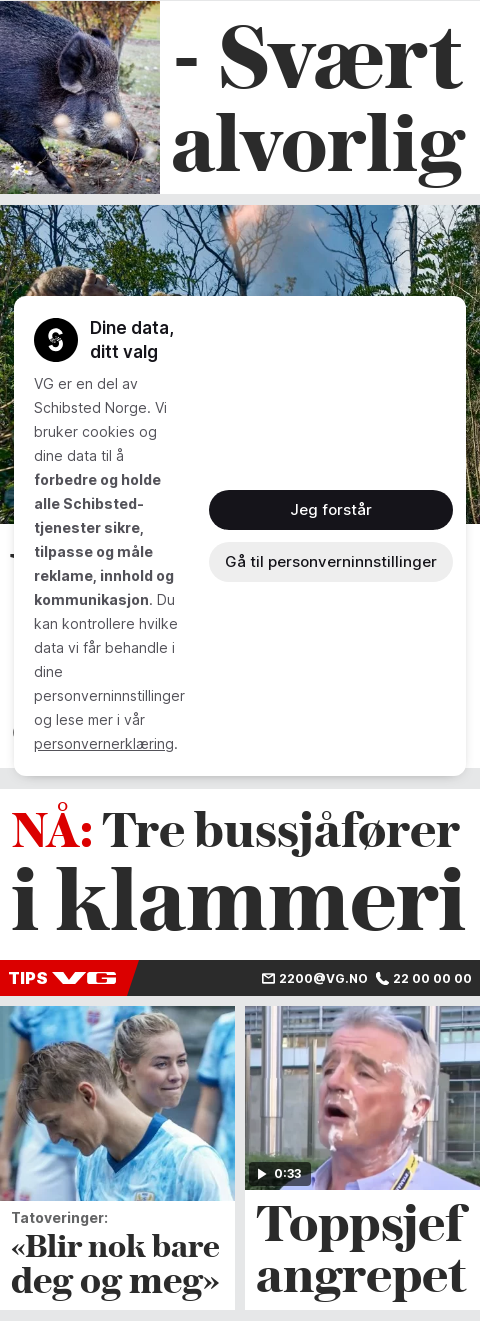 - Svært
alvorlig
Dine data,
ditt valg
VG er en del av
Schibsted Norge. Vi
bruker cookies og
dine data til å
forbedre og holde
alle Schibsted-
tjenester sikre,
tilpasse og måle
reklame, innhold og
kommunikasjon. Du
kan kontrollere hvilke
data vi får behandle i
dine
personverninnstillinger
og lese mer i vår
personvernerklæring.
Jeg forstår
Gå til personverninnstillinger
NÅ: Tre bussjåfører
i klammeri
TIPS VG 2200@VG.NO 22 00 00 00
0:33
Tatoveringer:
«Blir nok bare
deg og meg»
Toppsjef
angrepet